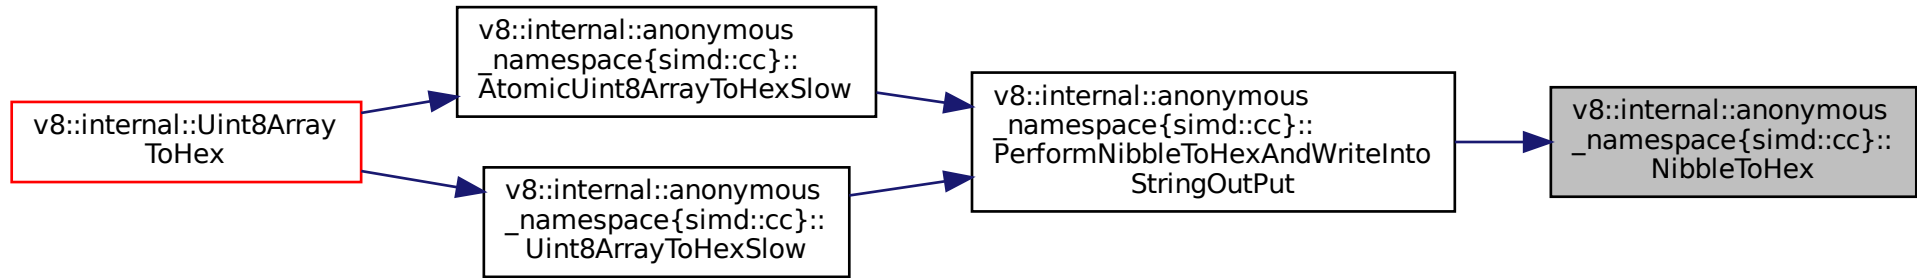 v8::internal::Uint8Array
ToHex
v8::internal::anonymous
_namespace{simd::cc}::
AtomicUint8ArrayToHexSlow
v8::internal::anonymous
_namespace{simd::cc}::
Uint8ArrayToHexSlow
v8::internal::anonymous
_namespace{simd::cc}::
PerformNibbleToHexAndWriteInto
StringOutPut
v8::internal::anonymous
_namespace{simd::cc}::
NibbleToHex